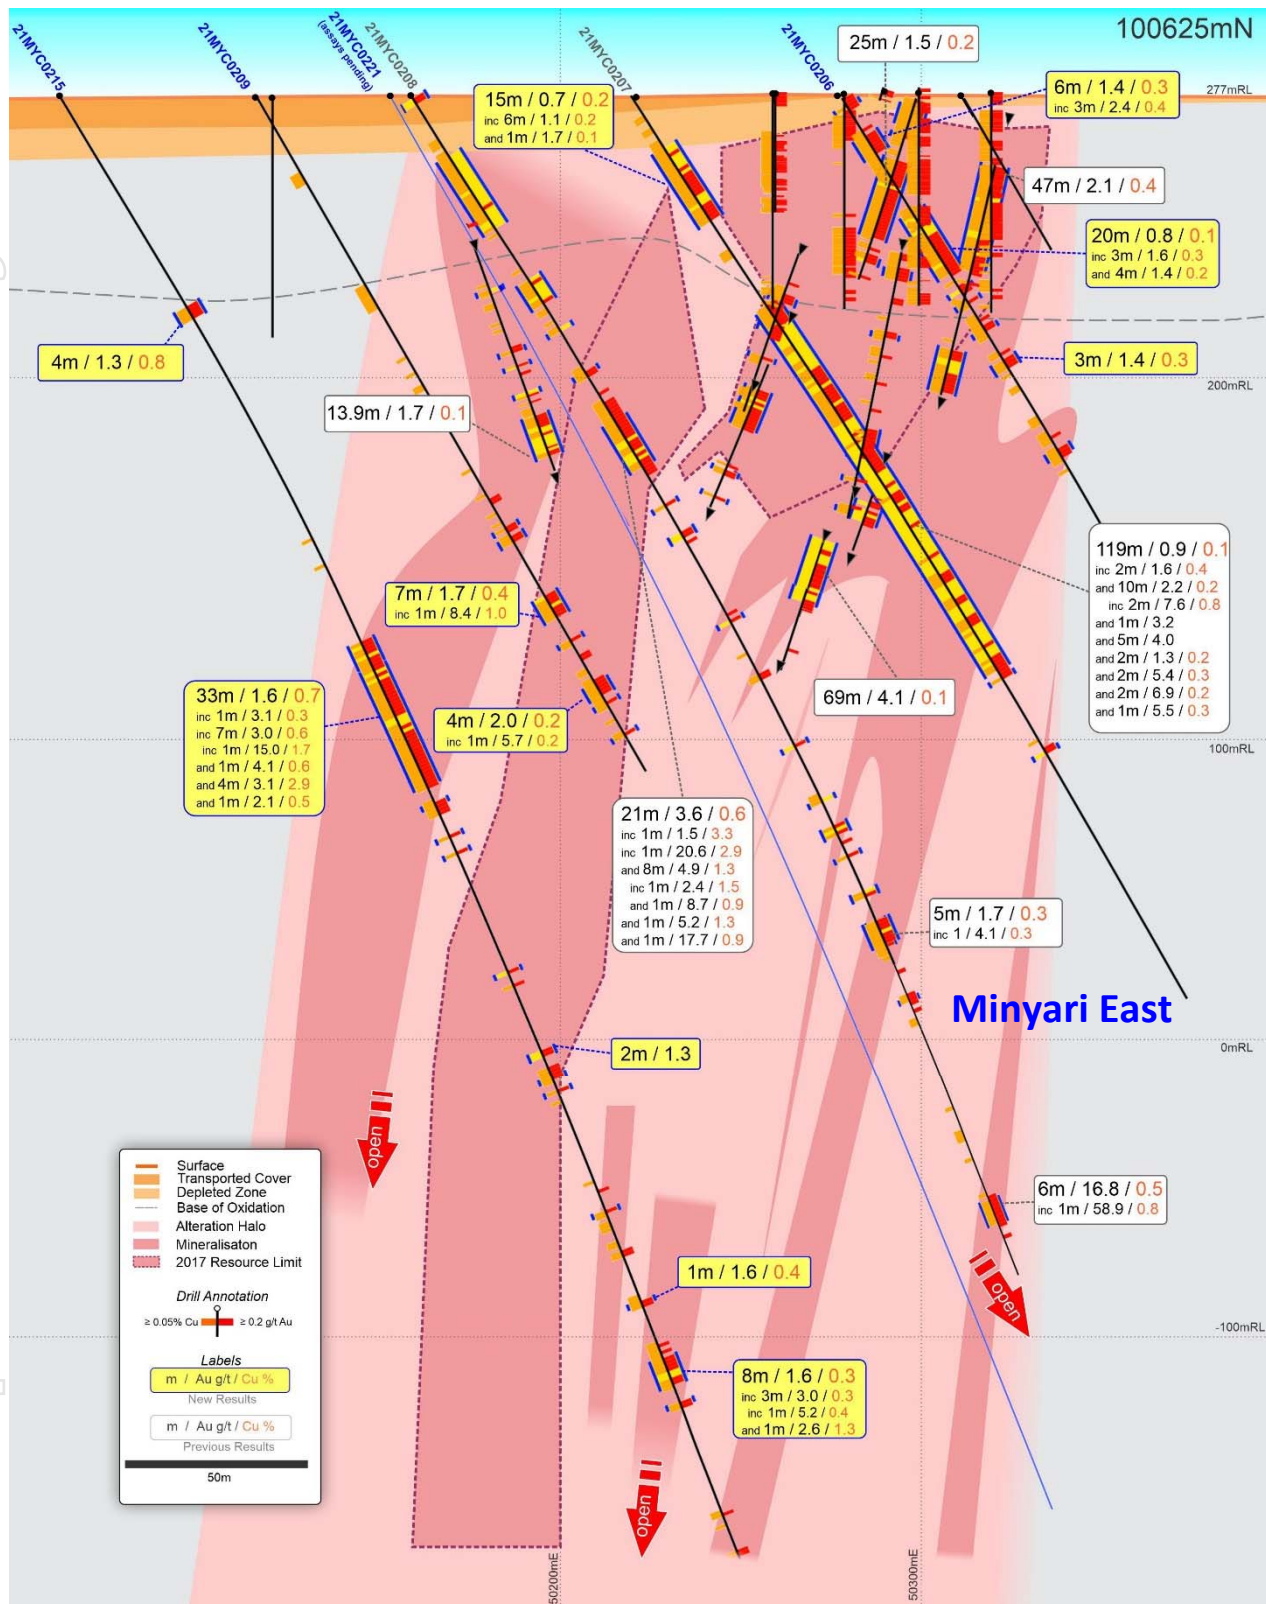 100625mN
21MYC0215
21MYC0209
21MYC0221
(assays pending)
21MYC0208
21MYC0207
21MYC0206
277mRL
25m / 1.5 / 0.2
15m / 0.7 / 0.2
inc 6m / 1.1 / 0.2
and 1m / 1.7 / 0.1
6m / 1.4 / 0.3
inc 3m / 2.4 / 0.4
47m / 2.1 / 0.4
20m / 0.8 / 0.1
inc 3m / 1.6 / 0.3
and 4m / 1.4 / 0.2
4m / 1.3 / 0.8
3m / 1.4 / 0.3
200mRL
13.9m / 1.7 / 0.1
119m / 0.9 / 0.1
inc 2m / 1.6 / 0.4
and 10m / 2.2 / 0.2
inc 2m / 7.6 / 0.8
and 1m / 3.2
and 5m / 4.0
and 2m / 1.3 / 0.2
and 2m / 5.4 / 0.3
and 2m / 6.9 / 0.2
and 1m / 5.5 / 0.3
7m / 1.7 / 0.4
inc 1m / 8.4 / 1.0
69m / 4.1 / 0.1
33m / 1.6 / 0.7
inc 1m / 3.1 / 0.3
inc 7m / 3.0 / 0.6
inc 1m / 15.0 / 1.7
and 1m / 4.1 / 0.6
and 4m / 3.1 / 2.9
and 1m / 2.1 / 0.5
4m / 2.0 / 0.2
inc 1m / 5.7 / 0.2
100mRL
21m / 3.6 / 0.6
inc 1m / 1.5 / 3.3
inc 1m / 20.6 / 2.9
and 8m / 4.9 / 1.3
inc 1m / 2.4 / 1.5
and 1m / 8.7 / 0.9
and 1m / 5.2 / 1.3
and 1m / 17.7 / 0.9
5m / 1.7 / 0.3
inc 1 / 4.1 / 0.3
Minyari East
0mRL
2m / 1.3
open
6m / 16.8 / 0.5
inc 1m / 58.9 / 0.8
open
1m / 1.6 / 0.4
-100mRL
8m / 1.6 / 0.3
inc 3m / 3.0 / 0.3
inc 1m / 5.2 / 0.4
and 1m / 2.6 / 1.3
open
50200mE
50300mE
Surface
Transported Cover
Depleted Zone
Base of Oxidation
Alteration Halo
Mineralisaton
2017 Resource Limit
Drill Annotation
≥ 0.05% Cu ≥ 0.2 g/t Au
Labels
m / Au g/t / Cu %
New Results
m / Au g/t / Cu %
Previous Results
50m